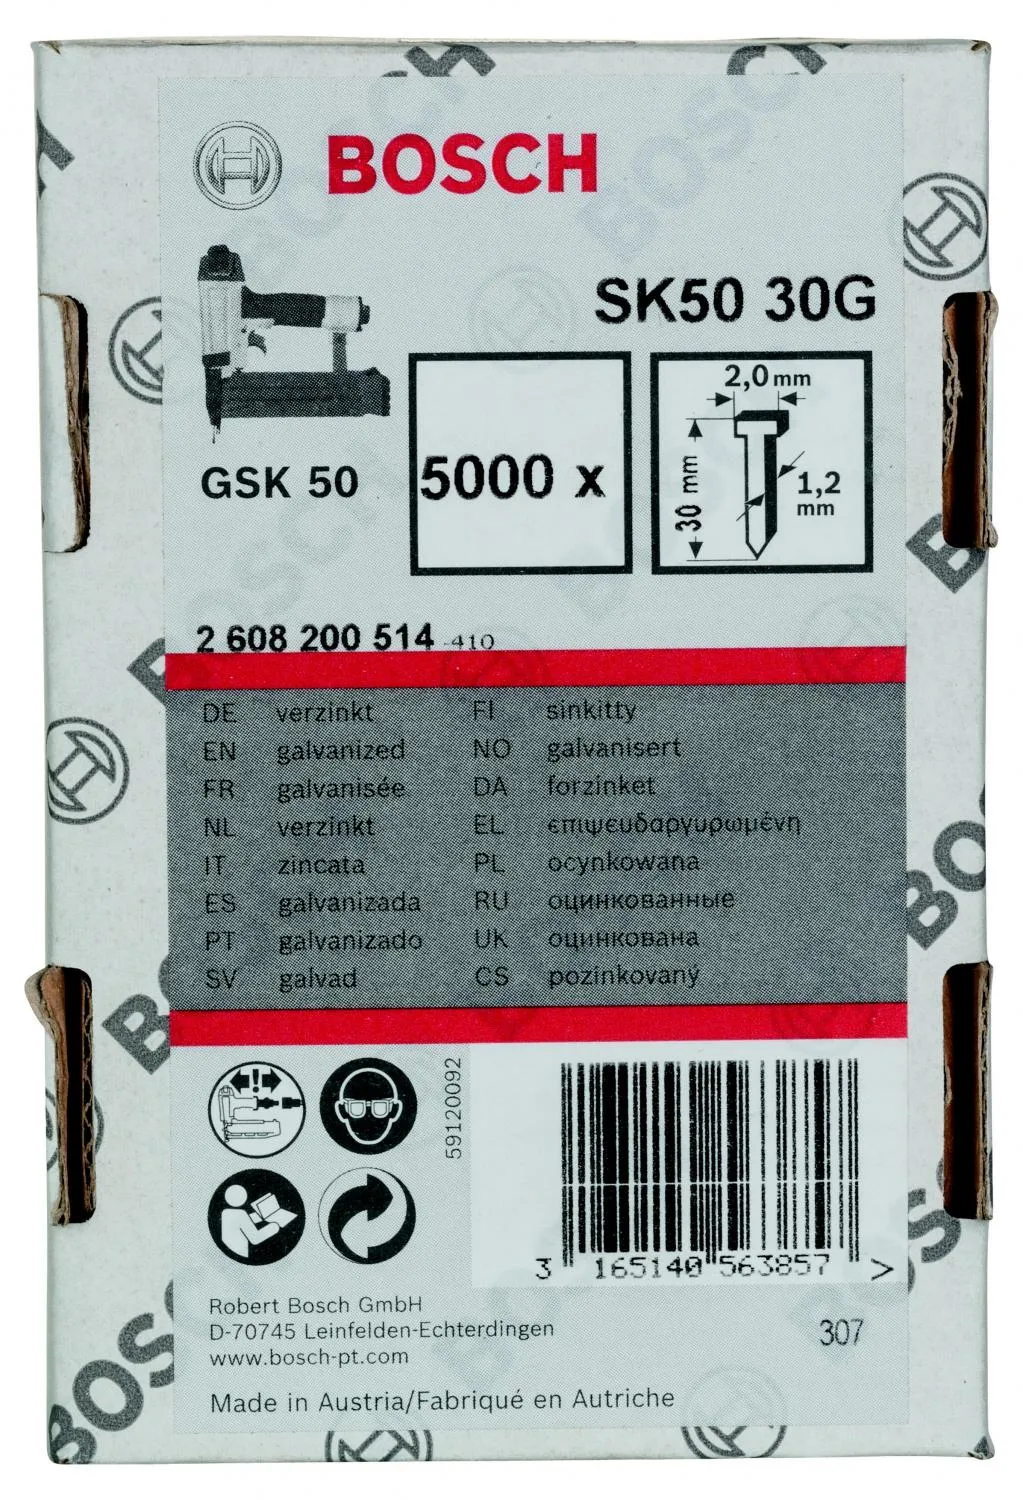 BOSCH
SK50 30G
GSK 50
5000 x
2,0 mm
30 mm
1,2 mm
2 608 200 514 -410
DE verzinkt
EN galvanized
FR galvanisée
NL verzinkt
IT zincata
ES galvanizada
PT galvanizado
SV galvad
FI sinkitty
NO galvanisert
DA forzinket
EL επιψευδαργυρωμένη
PL ocynkowana
RU оцинкованные
UK оцинкована
CS pozinkovaný
59120092
3 165140 563857 >
Robert Bosch GmbH
D-70745 Leinfelden-Echterdingen
www.bosch-pt.com
307
Made in Austria/Fabriqué en Autriche